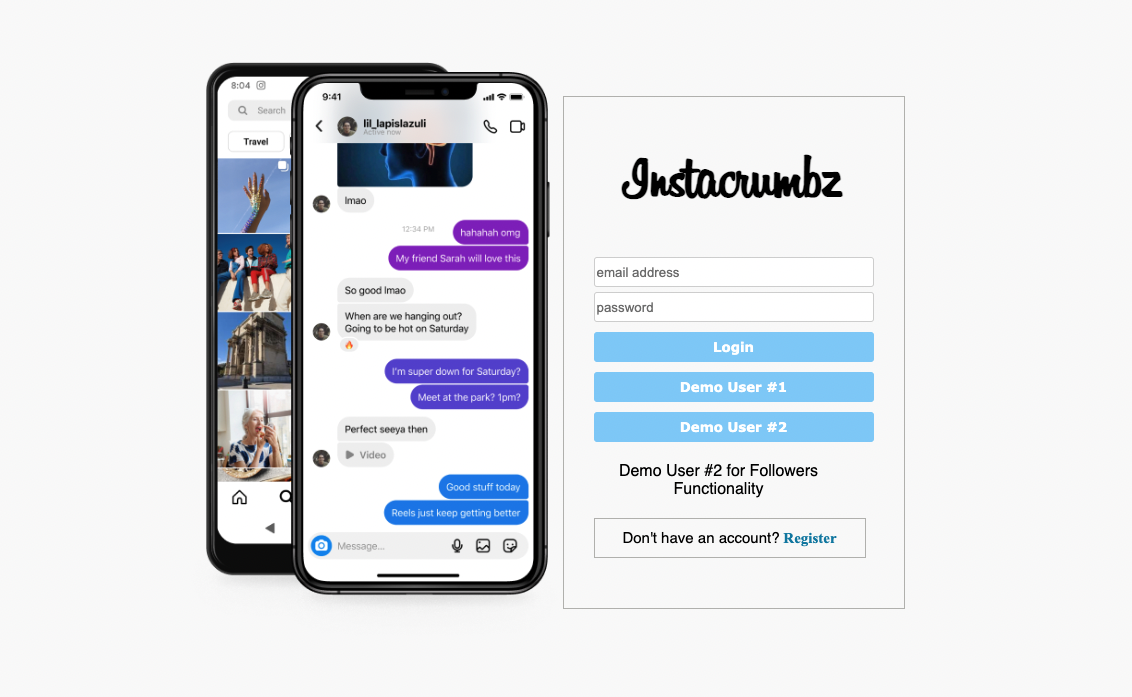 8:04
Search
Travel
9:41
lil_lapislazuli
Active now
lmao
12:34 PM
hahahah omg
My friend Sarah will love this
So good lmao
When are we hanging out?
Going to be hot on Saturday
I'm super down for Saturday?
Meet at the park? 1pm?
Perfect seeya then
Video
Good stuff today
Reels just keep getting better
Message...
Instacrumbz
email address
password
Login
Demo User #1
Demo User #2
Demo User #2 for Followers
Functionality
Don't have an account? Register